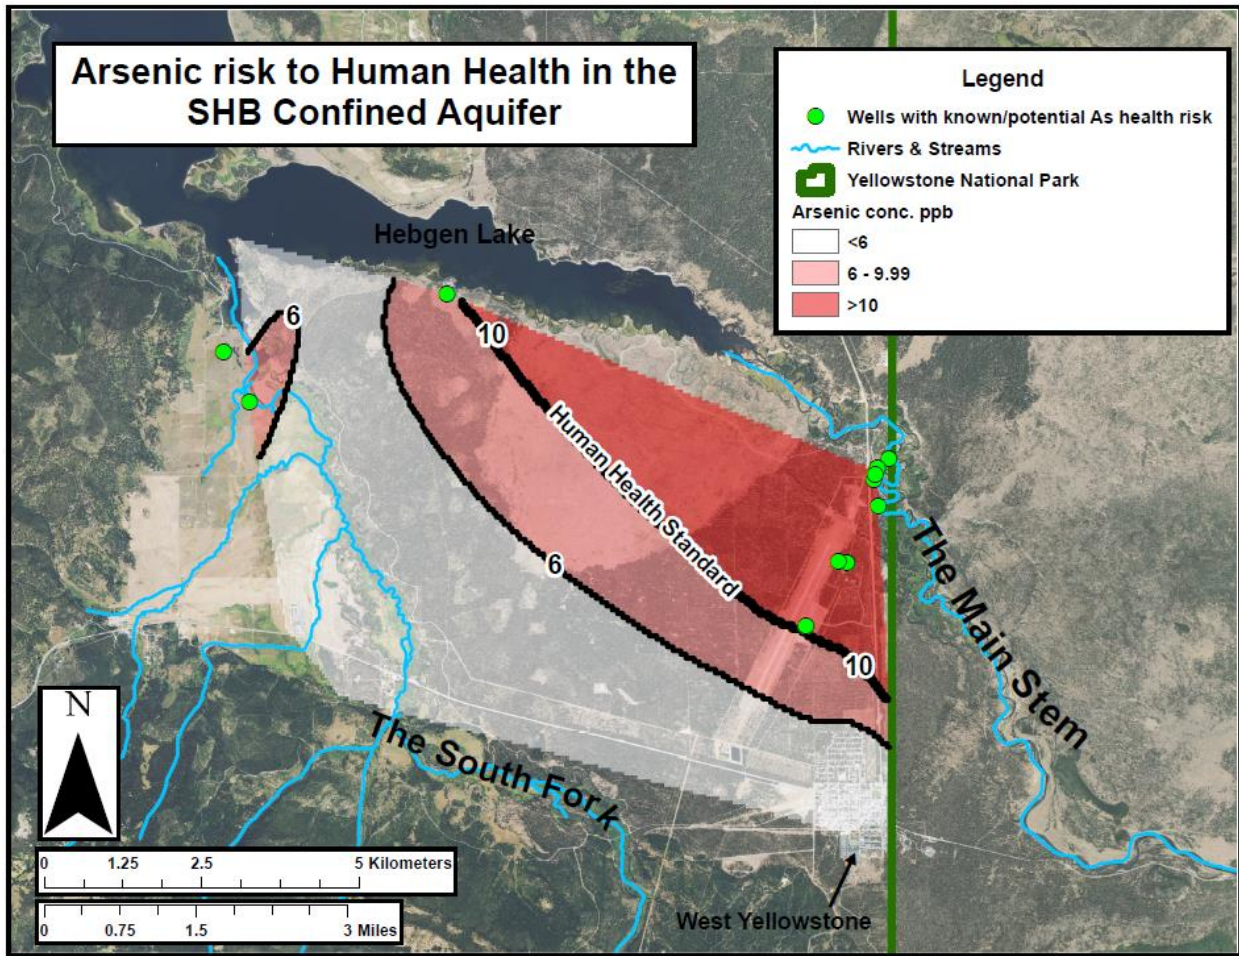 Arsenic risk to Human Health in the
SHB Confined Aquifer
Legend
Wells with known/potential As health risk
Rivers & Streams
Yellowstone National Park
Arsenic conc. ppb
<6
6 - 9.99
>10
Hebgen Lake
6
10
Human Health Standard
6
10
The Main Stem
The South Fork
N
West Yellowstone
0 1.25 2.5 5 Kilometers
0 0.75 1.5 3 Miles